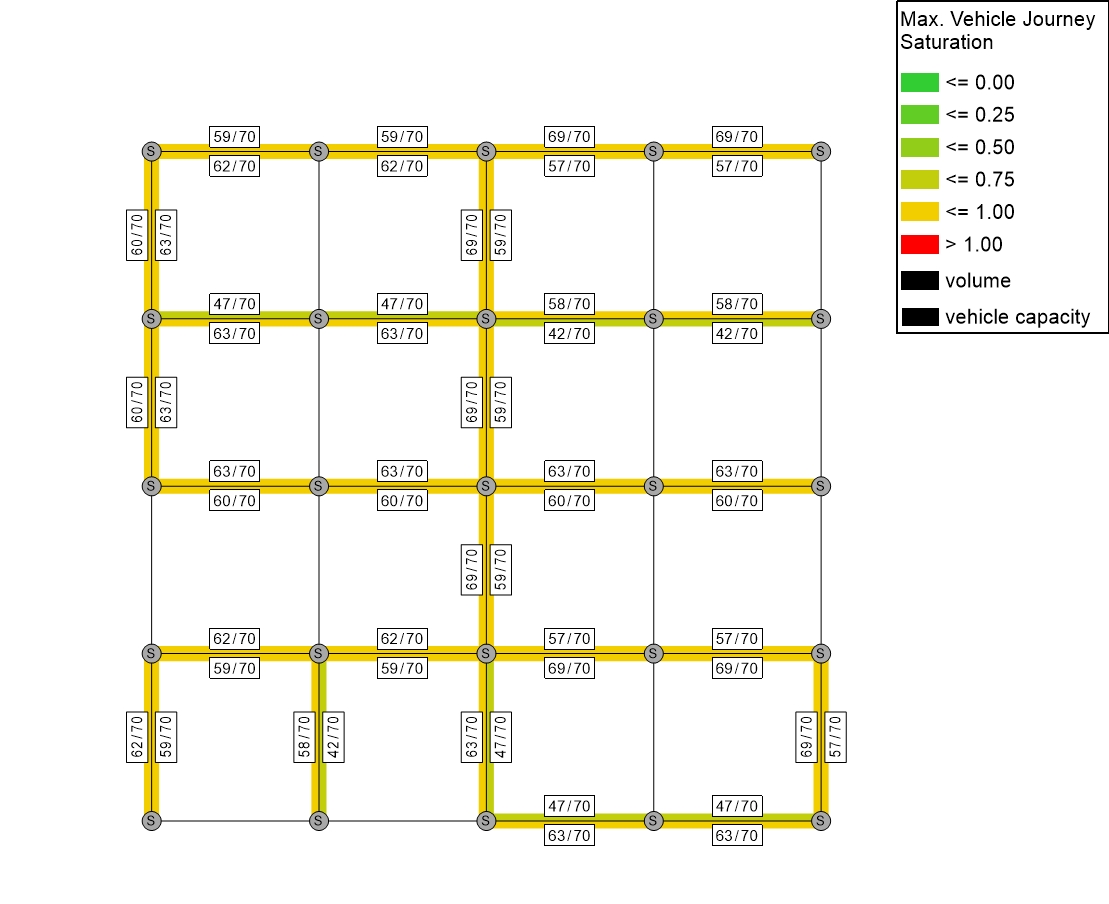 Max. Vehicle Journey
Saturation
<= 0.00
<= 0.25
<= 0.50
<= 0.75
<= 1.00
> 1.00
volume
vehicle capacity
59/70 59/70 69/70 69/70
S S S S S
62/70 62/70 57/70 57/70
60/70 63/70 69/70 59/70
47/70 47/70 58/70 58/70
S S S S S
63/70 63/70 42/70 42/70
60/70 63/70 69/70 59/70
63/70 63/70 63/70 63/70
S S S S S
60/70 60/70 60/70 60/70
69/70 59/70
62/70 62/70 57/70 57/70
S S S S S
59/70 59/70 69/70 69/70
62/70 59/70 58/70 42/70 63/70 47/70 69/70 57/70
47/70 47/70
S S S S S
63/70 63/70